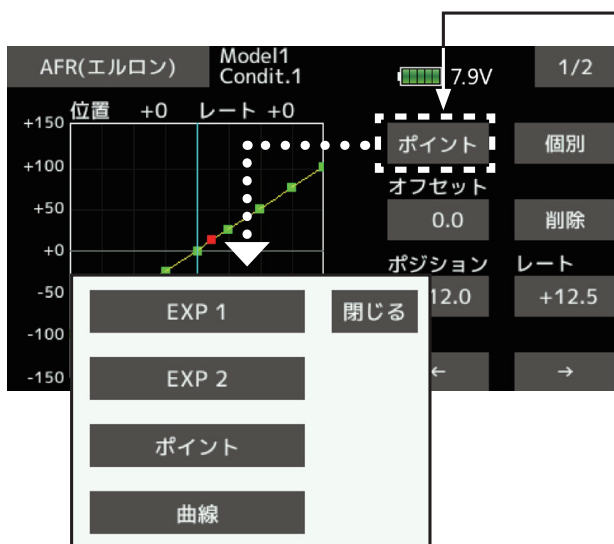 AFR(エルロン)
Model1
Condit.1
7.9V
1/2
位置 +0 レート +0
+150
+100
+50
+0
-50
-100
-150
ポイント
個別
オフセット
0.0
削除
ポジション
レート
12.0
+12.5
←
→
EXP 1
閉じる
EXP 2
ポイント
曲線